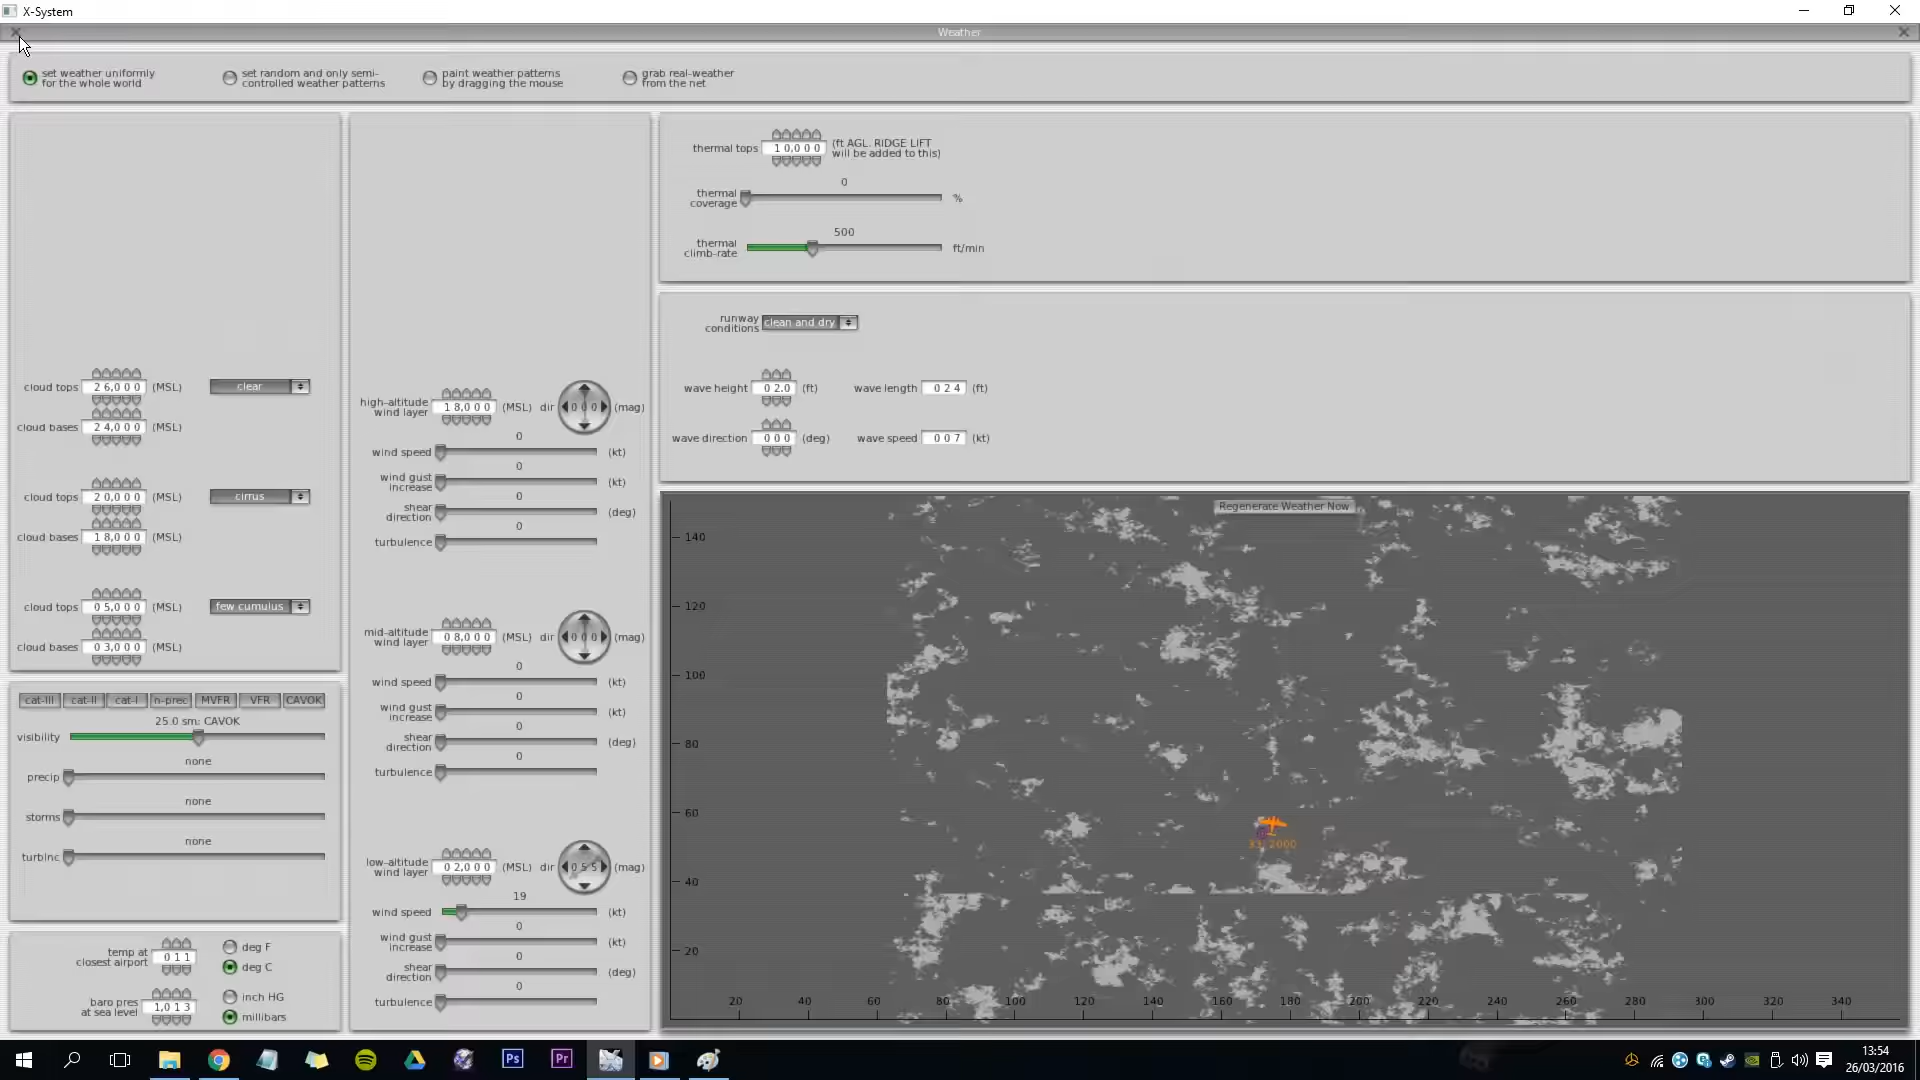 X-System
Weather
set weather uniformly
for the whole world
set random and only semi-
controlled weather patterns
paint weather patterns
by dragging the mouse
grab real-weather
from the net
cloud tops 26,000 (MSL) clear
cloud bases 24,000 (MSL)
cloud tops 20,000 (MSL) cirrus
cloud bases 18,000 (MSL)
cloud tops 05,000 (MSL) few cumulus
cloud bases 03,000 (MSL)
cat-III cat-II cat-I n-prec MVFR VFR CAVOK
25.0 sm: CAVOK
visibility
none
precip
none
storms
none
turblnc
temp at
closest airport
011
deg F
deg C
baro pres
at sea level
1,013
inch HG
millibars
high-altitude
wind layer
18,000 (MSL) dir 000 (mag)
0
wind speed (kt)
0
wind gust
increase
(kt)
0
shear
direction
(deg)
0
turbulence
mid-altitude
wind layer
08,000 (MSL) dir 000 (mag)
0
wind speed (kt)
0
wind gust
increase
(kt)
0
shear
direction
(deg)
0
turbulence
low-altitude
wind layer
02,000 (MSL) dir 055 (mag)
19
wind speed (kt)
0
wind gust
increase
(kt)
0
shear
direction
(deg)
0
turbulence
thermal tops 10,000
(ft AGL. RIDGE LIFT
will be added to this)
0
thermal
coverage
%
500
thermal
climb-rate
ft/min
runway
conditions
clean and dry
wave height 02.0 (ft) wave length 024 (ft)
wave direction 000 (deg) wave speed 007 (kt)
Regenerate Weather Now
140
120
100
80
60
40
20
20 40 60 80 100 120 140 160 180 200 220 240 260 280 300 320 340
Ps
Pr
13:54
26/03/2016